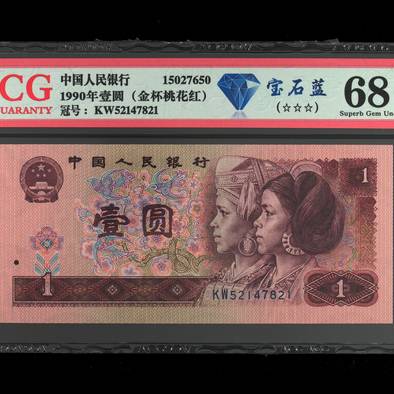 CG
UARANTY
中国人民银行 15027650
1990年壹圆（金杯桃花红）
冠号：KW52147821
宝石蓝
(☆☆☆)
68
Superb Gem Un
中国人民银行
壹圆
1
1
1
KW52147821